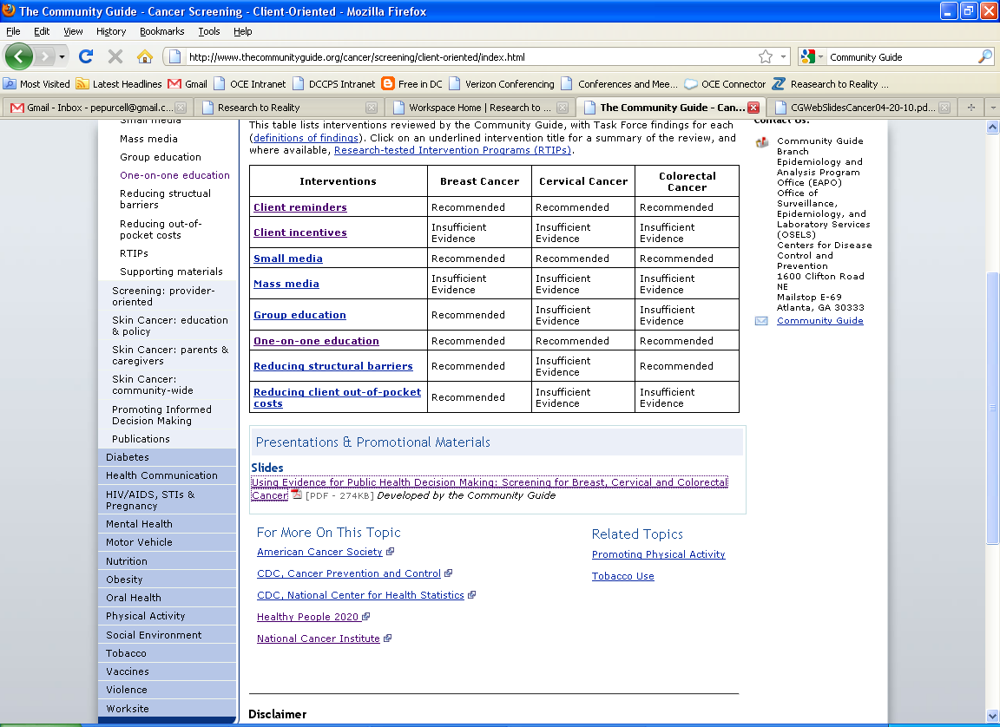 The Community Guide - Cancer Screening - Client-Oriented - Mozilla Firefox
File Edit View History Bookmarks Tools Help
http://www.thecommunityguide.org/cancer/screening/client-oriented/index.html
Community Guide
Most Visited Latest Headlines Gmail OCE Intranet DCCPS Intranet Free in DC Verizon Conferencing Conferences and Mee... OCE Connector Reasearch to Reality ...
Gmail - Inbox - pepurcell@gmail.c... Research to Reality Workspace Home | Research to ... The Community Guide - Can... CGWebSlidesCancer04-20-10.pd...
Small media
Mass media
Group education
One-on-one education
Reducing structual
barriers
Reducing out-of-
pocket costs
RTIPs
Supporting materials
Screening: provider-
oriented
Skin Cancer: education
& policy
Skin Cancer: parents &
caregivers
Skin Cancer:
community-wide
Promoting Informed
Decision Making
Publications
Diabetes
Health Communication
HIV/AIDS, STIs &
Pregnancy
Mental Health
Motor Vehicle
Nutrition
Obesity
Oral Health
Physical Activity
Social Environment
Tobacco
Vaccines
Violence
Worksite
This table lists interventions reviewed by the Community Guide, with Task Force findings for each
(definitions of findings). Click on an underlined intervention title for a summary of the review, and
where available, Research-tested Intervention Programs (RTIPs).
Interventions Breast Cancer Cervical Cancer Colorectal
Cancer
Client reminders Recommended Recommended Recommended
Client incentives Insufficient Evidence Insufficient Evidence Insufficient Evidence
Small media Recommended Recommended Recommended
Mass media Insufficient Evidence Insufficient Evidence Insufficient Evidence
Group education Recommended Insufficient Evidence Insufficient Evidence
One-on-one education Recommended Recommended Recommended
Reducing structural barriers Recommended Insufficient Evidence Recommended
Reducing client out-of-pocket
costs Recommended Insufficient Evidence Insufficient Evidence
Presentations & Promotional Materials
Slides
Using Evidence for Public Health Decision Making: Screening for Breast, Cervical and Colorectal
Cancer [PDF - 274KB] Developed by the Community Guide
For More On This Topic
American Cancer Society
CDC, Cancer Prevention and Control
CDC, National Center for Health Statistics
Healthy People 2020
National Cancer Institute
Related Topics
Promoting Physical Activity
Tobacco Use
Disclaimer
Contact Us:
Community Guide
Branch
Epidemiology and
Analysis Program
Office (EAPO)
Office of
Surveillance,
Epidemiology, and
Laboratory Services
(OSELS)
Centers for Disease
Control and
Prevention
1600 Clifton Road
NE
Mailstop E-69
Atlanta, GA 30333
Community Guide